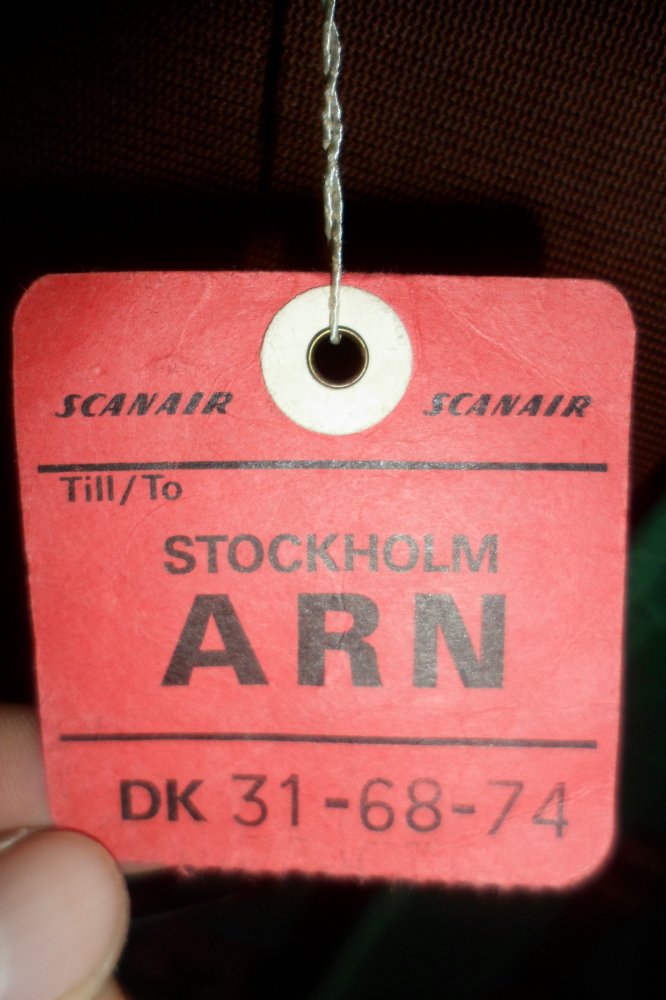 SCANAIR SCANAIR
Till/To
STOCKHOLM
ARN
DK 31-68-74